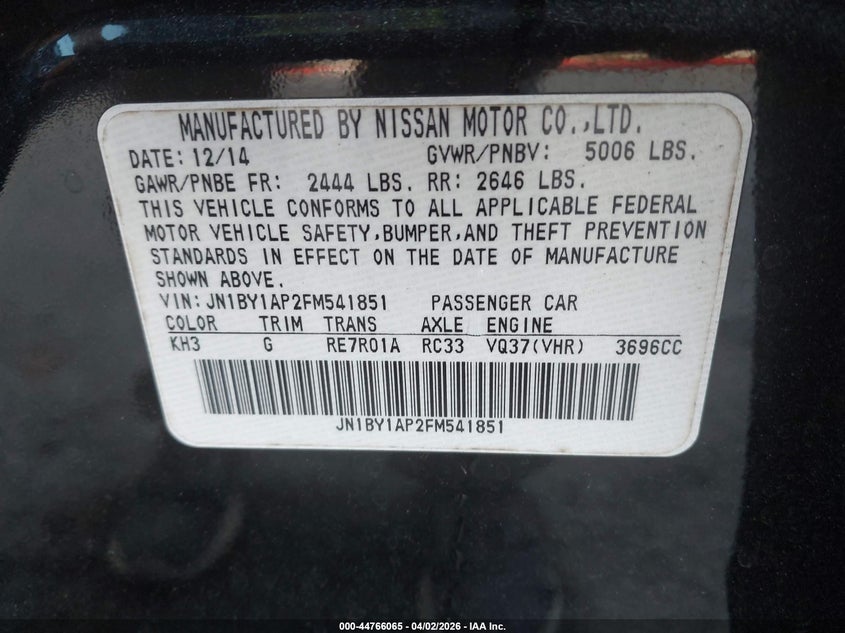 MANUFACTURED BY NISSAN MOTOR CO.,LTD.
DATE: 12/14 GVWR/PNBV: 5006 LBS.
GAWR/PNBE FR: 2444 LBS. RR: 2646 LBS.
THIS VEHICLE CONFORMS TO ALL APPLICABLE FEDERAL
MOTOR VEHICLE SAFETY,BUMPER,AND THEFT PREVENTION
STANDARDS IN EFFECT ON THE DATE OF MANUFACTURE
SHOWN ABOVE.
VIN: JN1BY1AP2FM541851 PASSENGER CAR
COLOR TRIM TRANS AXLE ENGINE
KH3 G RE7R01A RC33 VQ37(VHR) 3696CC
JN1BY1AP2FM541851
000-44766065 - 04/02/2026 - IAA Inc.